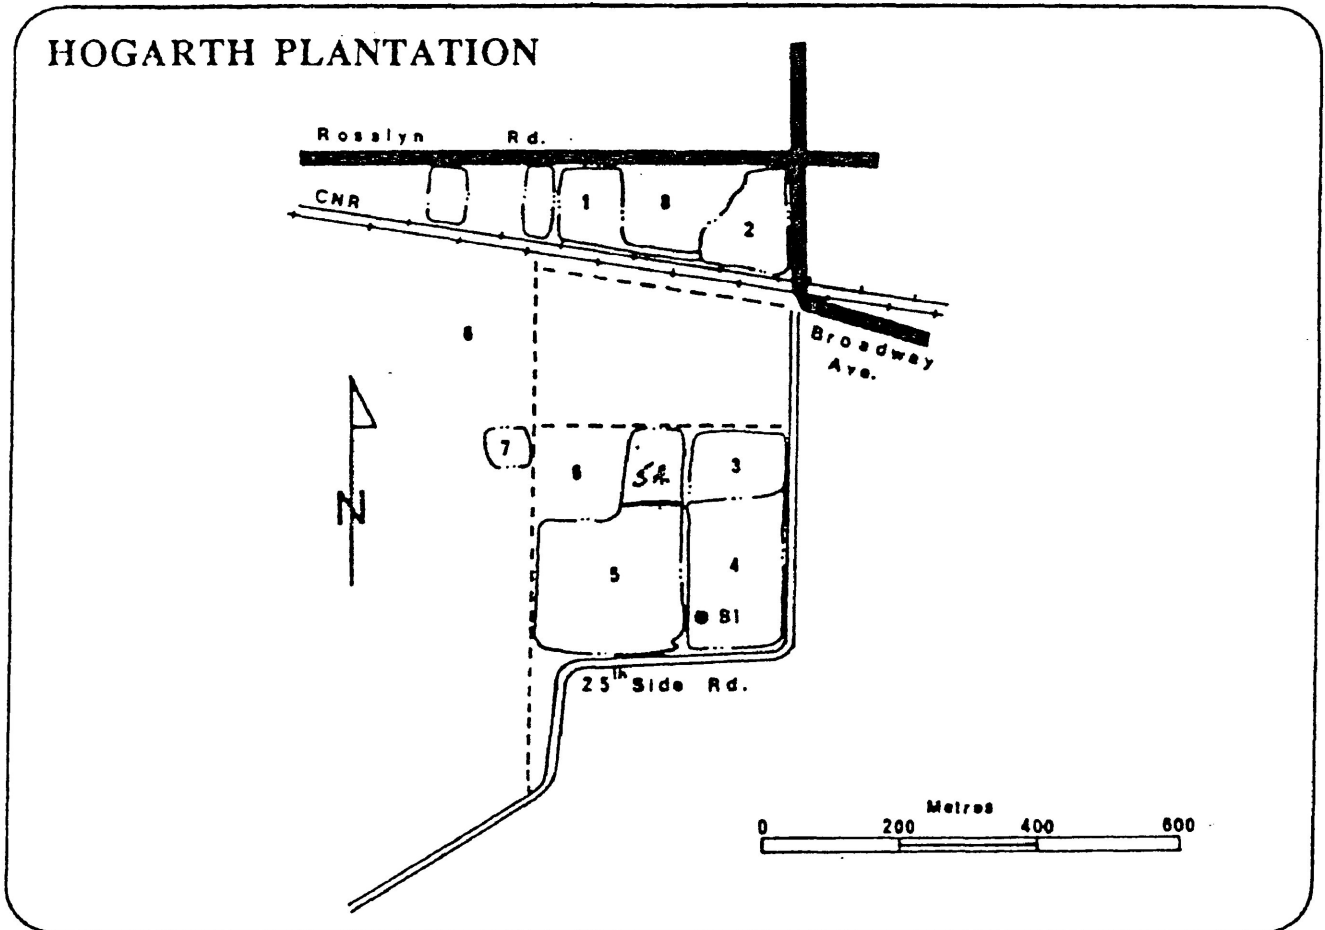 HOGARTH PLANTATION
Rosslyn Rd.
CNR
1
8
2
6
Broadway
Ave.
7
6
5A
3
N
5
4
B1
25th Side Rd.
Metres
0 200 400 600